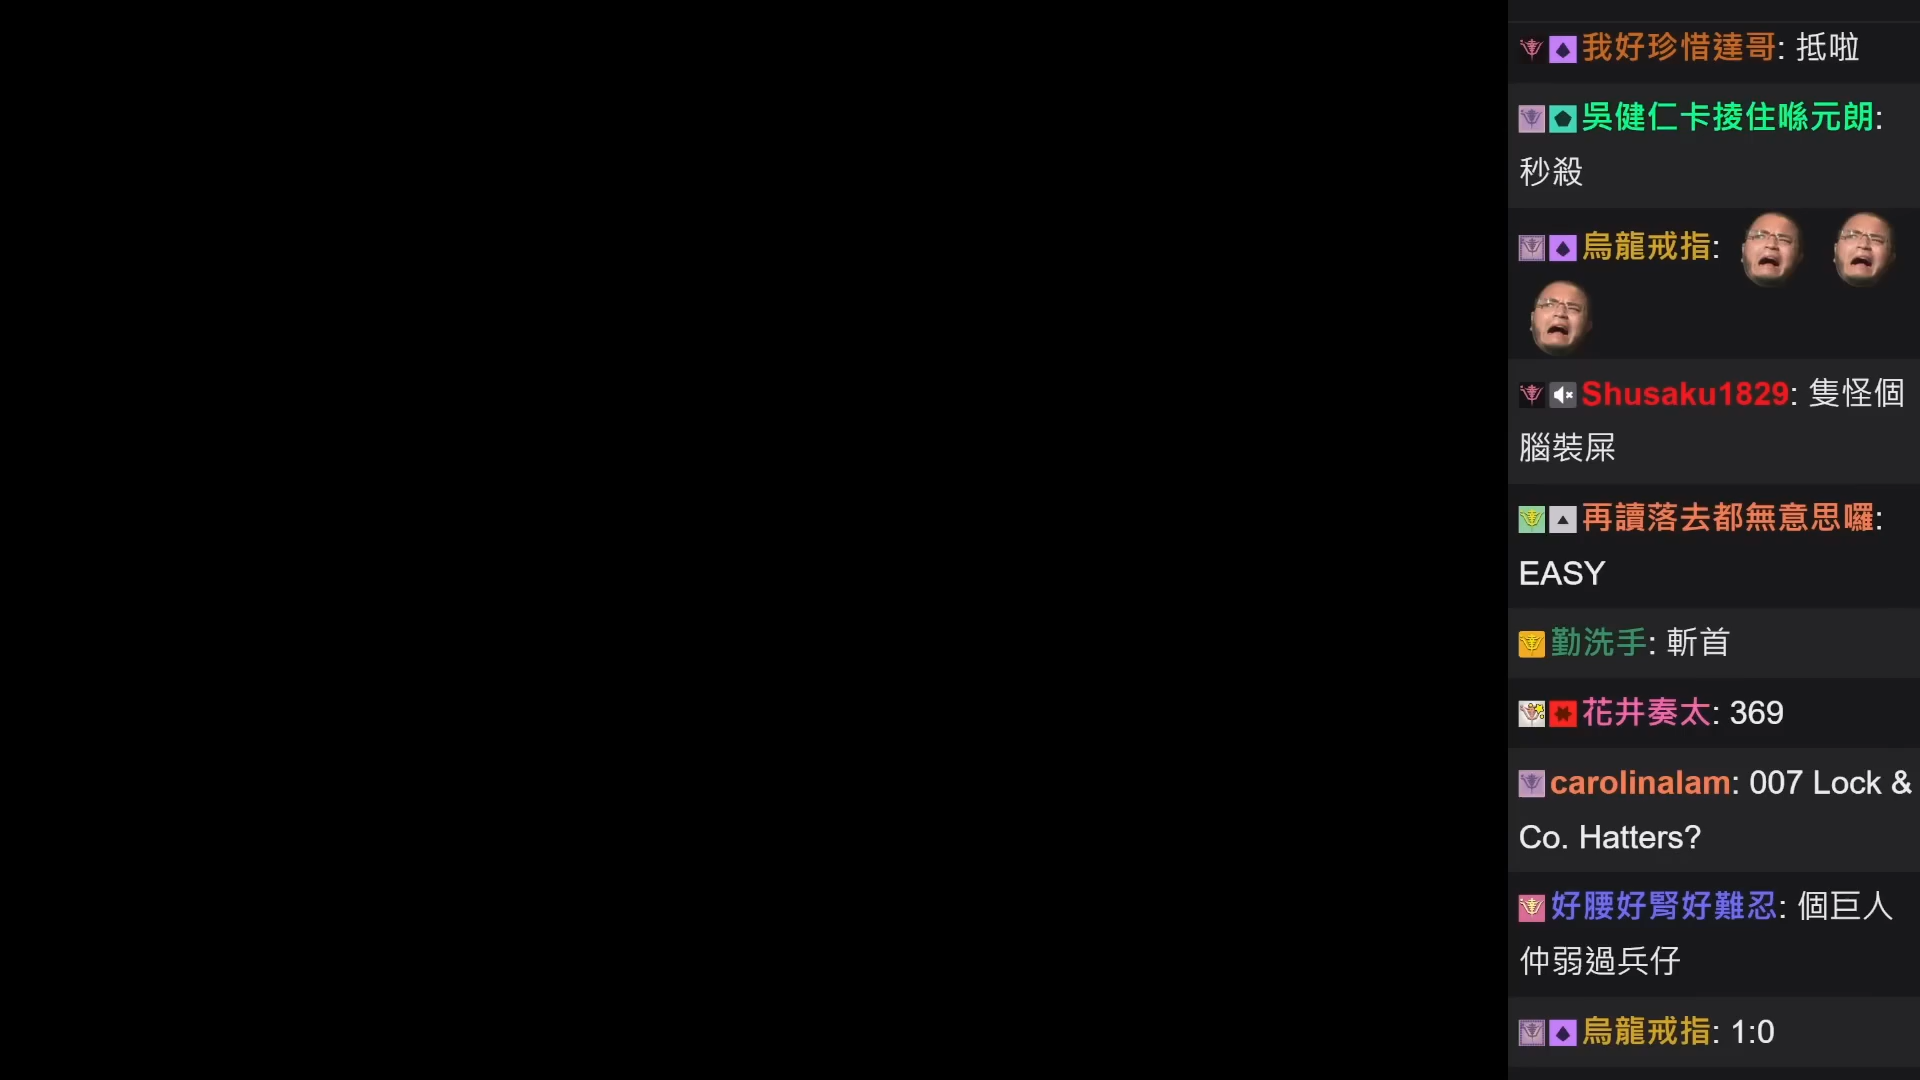 我好珍惜達哥: 抵啦
吳健仁卡掕住喺元朗:
秒殺
烏龍戒指:
Shusaku1829: 隻怪個
腦裝屎
再讀落去都無意思囉:
EASY
勤洗手: 斬首
花井奏太: 369
carolinalam: 007 Lock &
Co. Hatters?
好腰好腎好難忍: 個巨人
仲弱過兵仔
烏龍戒指: 1:0